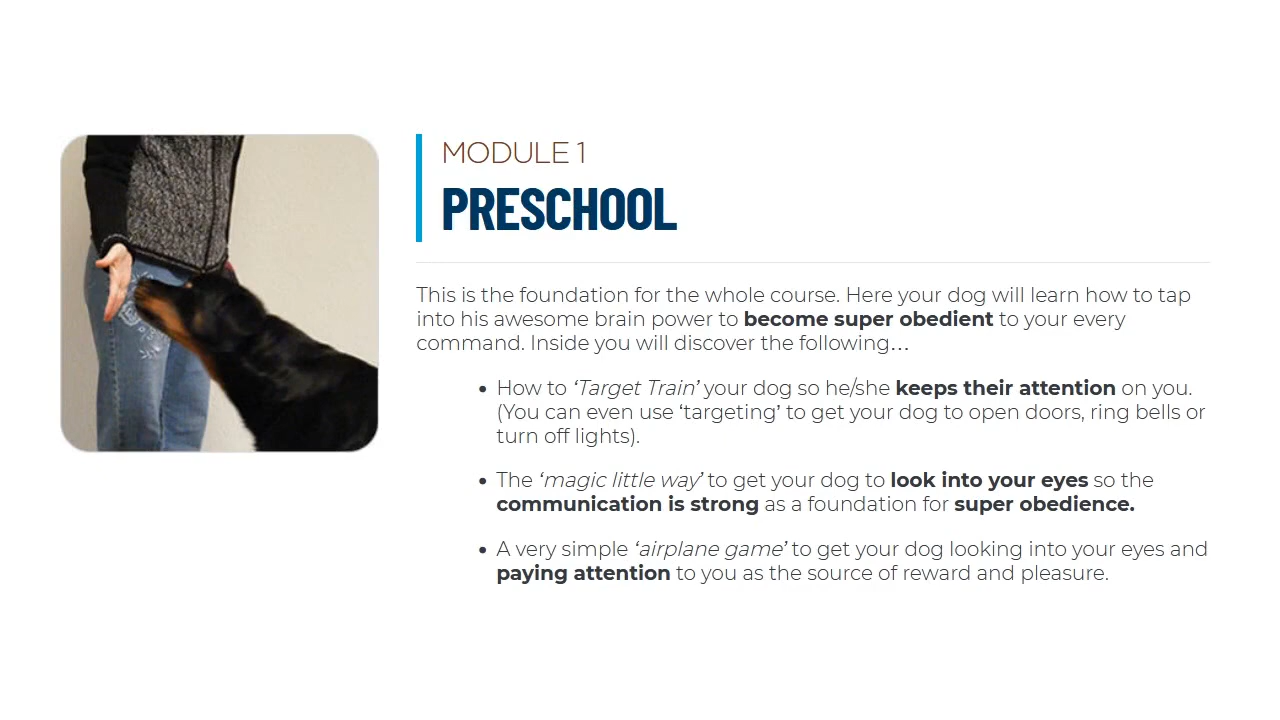 MODULE 1
PRESCHOOL
This is the foundation for the whole course. Here your dog will learn how to tap
into his awesome brain power to become super obedient to your every
command. Inside you will discover the following…
• How to ‘Target Train’ your dog so he/she keeps their attention on you.
(You can even use ‘targeting’ to get your dog to open doors, ring bells or
turn off lights).
• The ‘magic little way’ to get your dog to look into your eyes so the
communication is strong as a foundation for super obedience.
• A very simple ‘airplane game’ to get your dog looking into your eyes and
paying attention to you as the source of reward and pleasure.